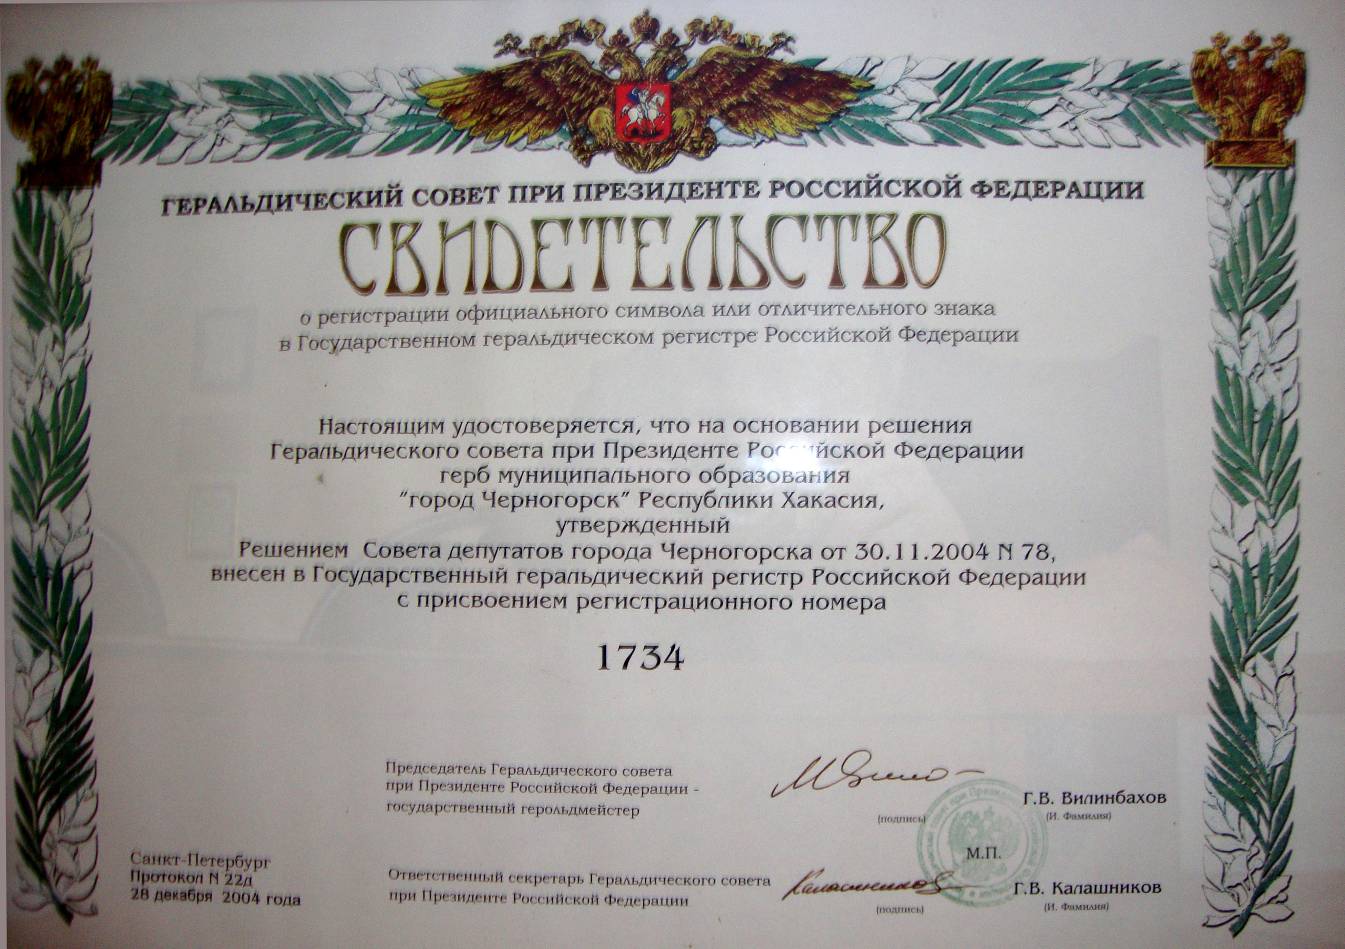 ГЕРАЛЬДИЧЕСКИЙ СОВЕТ ПРИ ПРЕЗИДЕНТЕ РОССИЙСКОЙ ФЕДЕРАЦИИ
СВИДЕТЕЛЬСТВО
о регистрации официального символа или отличительного знака
в Государственном геральдическом регистре Российской Федерации
Настоящим удостоверяется, что на основании решения
Геральдического совета при Президенте Российской Федерации
герб муниципального образования
"город Черногорск" Республики Хакасия,
утвержденный
Решением Совета депутатов города Черногорска от 30.11.2004 N 78,
внесен в Государственный геральдический регистр Российской Федерации
с присвоением регистрационного номера
1734
Председатель Геральдического совета
при Президенте Российской Федерации -
государственный герольдмейстер
(подпись)
Г.В. Вилинбахов
(И. Фамилия)
М.П.
Санкт-Петербург
Протокол N 22д
28 декабря 2004 года
Ответственный секретарь Геральдического совета
при Президенте Российской Федерации
(подпись)
Г.В. Калашников
(И. Фамилия)